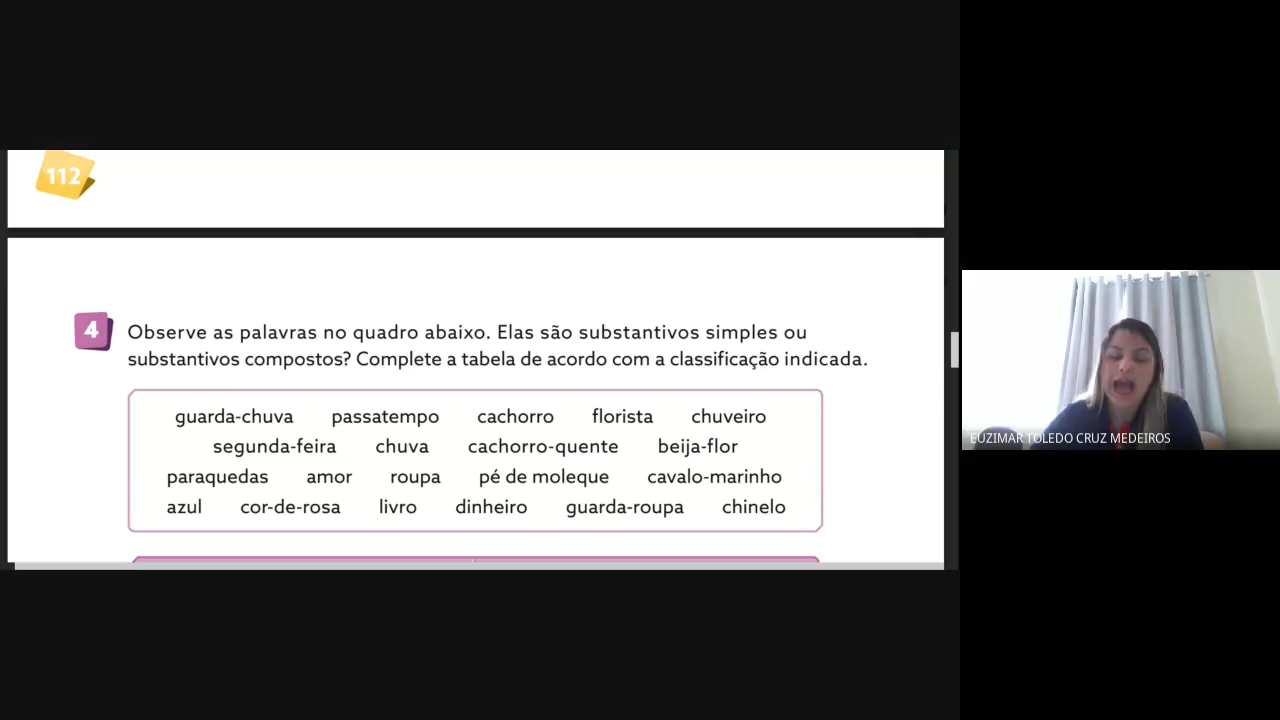 112
4
Observe as palavras no quadro abaixo. Elas são substantivos simples ou
substantivos compostos? Complete a tabela de acordo com a classificação indicada.
guarda-chuva passatempo cachorro florista chuveiro
segunda-feira chuva cachorro-quente beija-flor
paraquedas amor roupa pé de moleque cavalo-marinho
azul cor-de-rosa livro dinheiro guarda-roupa chinelo
EUZIMAR TOLEDO CRUZ MEDEIROS